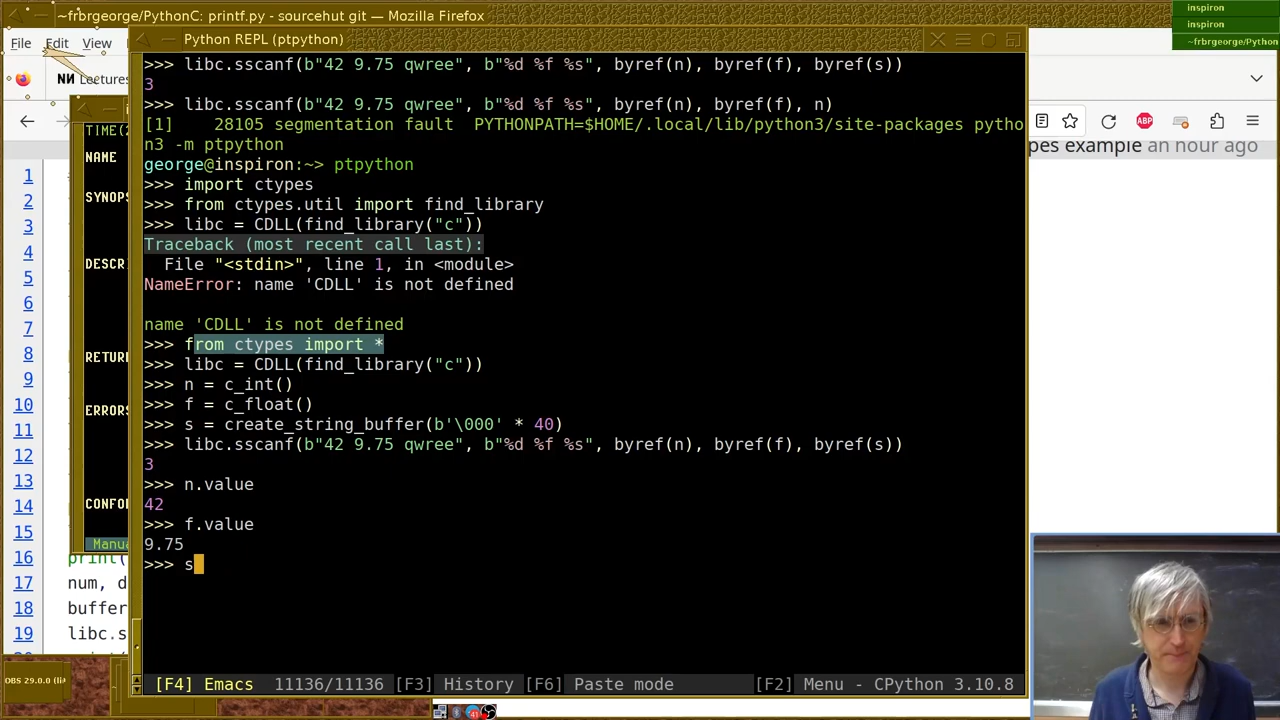 ~frbrgeorge/PythonC: printf.py - sourcehut git — Mozilla Firefox
inspiron
inspiron
~frbrgeorge/Python
File Edit View
Python REPL (ptpython)
Lectures
pes example an hour ago
TIME(2
NAME
SYNOPS
DESCRI
RETURN
ERRORS
CONFOR
Manua
1
2
3
4
5
6
7
8
9
10
11
12
13
14
15
16 print(
17 num, d
18 buffer
19 libc.s
>>> libc.sscanf(b"42 9.75 qwree", b"%d %f %s", byref(n), byref(f), byref(s))
3
>>> libc.sscanf(b"42 9.75 qwree", b"%d %f %s", byref(n), byref(f), n)
[1]    28105 segmentation fault  PYTHONPATH=$HOME/.local/lib/python3/site-packages pytho
n3 -m ptpython
george@inspiron:~> ptpython
>>> import ctypes
>>> from ctypes.util import find_library
>>> libc = CDLL(find_library("c"))
Traceback (most recent call last):
  File "<stdin>", line 1, in <module>
NameError: name 'CDLL' is not defined
name 'CDLL' is not defined
>>> from ctypes import *
>>> libc = CDLL(find_library("c"))
>>> n = c_int()
>>> f = c_float()
>>> s = create_string_buffer(b'\000' * 40)
>>> libc.sscanf(b"42 9.75 qwree", b"%d %f %s", byref(n), byref(f), byref(s))
3
>>> n.value
42
>>> f.value
9.75
>>> s
[F4] Emacs 11136/11136 [F3] History [F6] Paste mode [F2] Menu - CPython 3.10.8
ABP